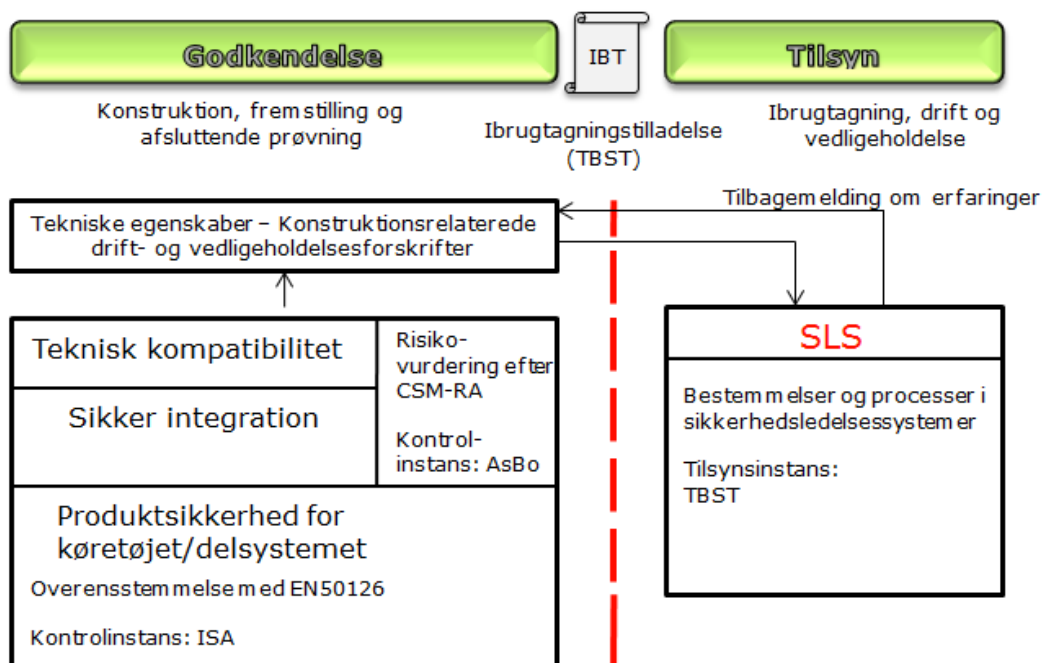 Godkendelse
IBT
Tilsyn
Konstruktion, fremstilling og
afsluttende prøvning
Ibrugtagningstilladelse
(TBST)
Ibrugtagning, drift og
vedligeholdelse
Tilbagemelding om erfaringer
Tekniske egenskaber – Konstruktionsrelaterede
drift- og vedligeholdelsesforskrifter
Teknisk kompatibilitet
Sikker integration
Risiko-
vurdering efter
CSM-RA
Kontrol-
instans: AsBo
Produktsikkerhed for
køretøjet/delsystemet
Overensstemmelse med EN50126
Kontrolinstans: ISA
SLS
Bestemmelser og processer i
sikkerhedsledelsessystemer
Tilsynsinstans:
TBST